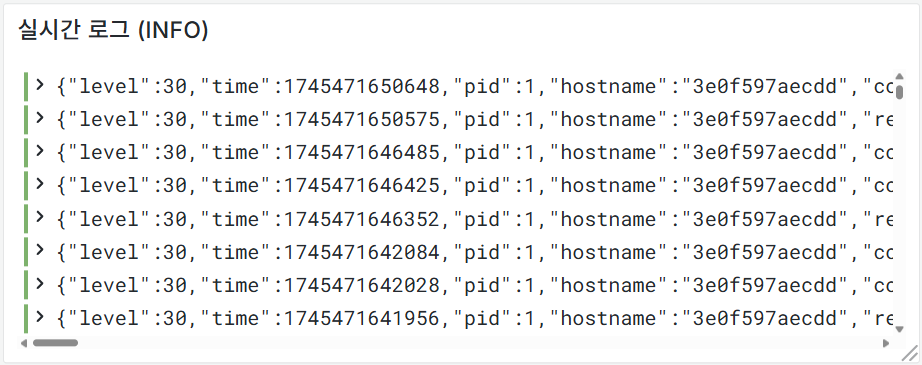 실시간 로그 (INFO)
{"level":30,"time":1745471650648,"pid":1,"hostname":"3e0f597aecdd","co
{"level":30,"time":1745471650575,"pid":1,"hostname":"3e0f597aecdd","re
{"level":30,"time":1745471646485,"pid":1,"hostname":"3e0f597aecdd","co
{"level":30,"time":1745471646425,"pid":1,"hostname":"3e0f597aecdd","co
{"level":30,"time":1745471646352,"pid":1,"hostname":"3e0f597aecdd","re
{"level":30,"time":1745471642084,"pid":1,"hostname":"3e0f597aecdd","co
{"level":30,"time":1745471642028,"pid":1,"hostname":"3e0f597aecdd","co
{"level":30,"time":1745471641956,"pid":1,"hostname":"3e0f597aecdd","re